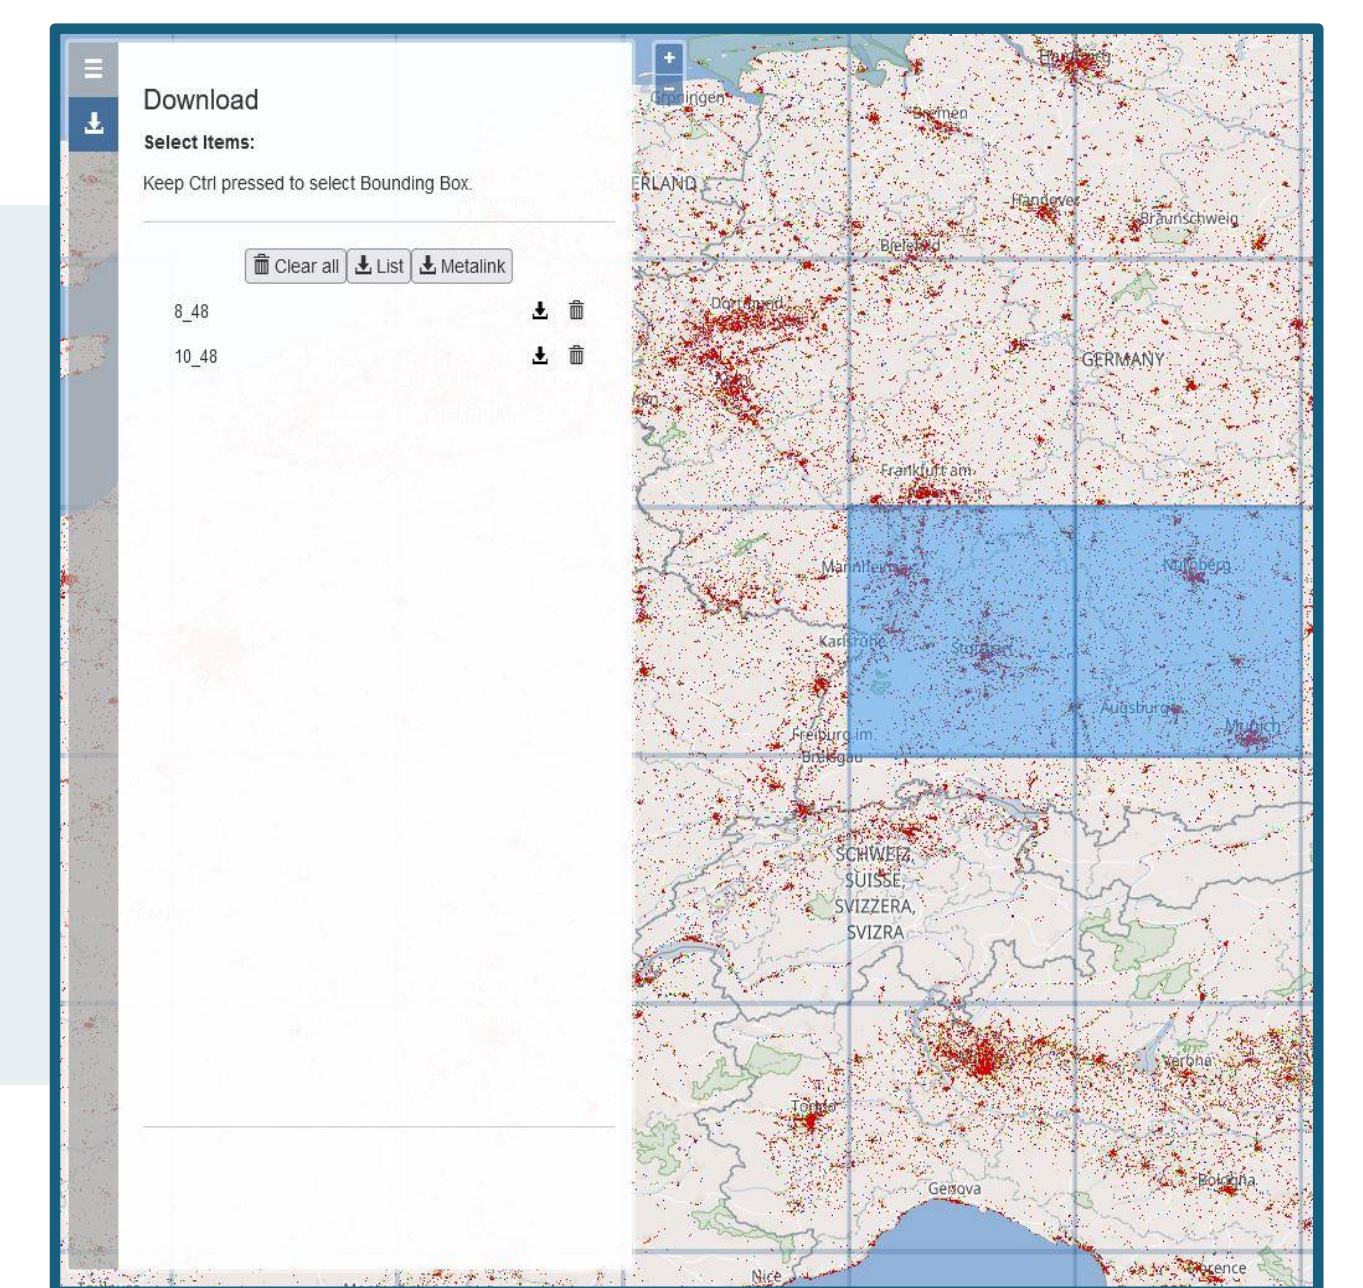 Download
Select Items:
Keep Ctrl pressed to select Bounding Box.
Clear all List Metalink
8_48
10_48
+
-
Groningen
Bremen
ERLAND
Hannover
Braunschweig
Bielefeld
Dortmund
GERMANY
Köln
Frankfurt am
Mannheim
Nürnberg
Karlsruhe
Stuttgart
Augsburg
Munich
Freiburg im
Breisgau
SCHWEIZ,
SUISSE,
SVIZZERA,
SVIZRA
Verona
Torino
Genova
Bologna
Nice